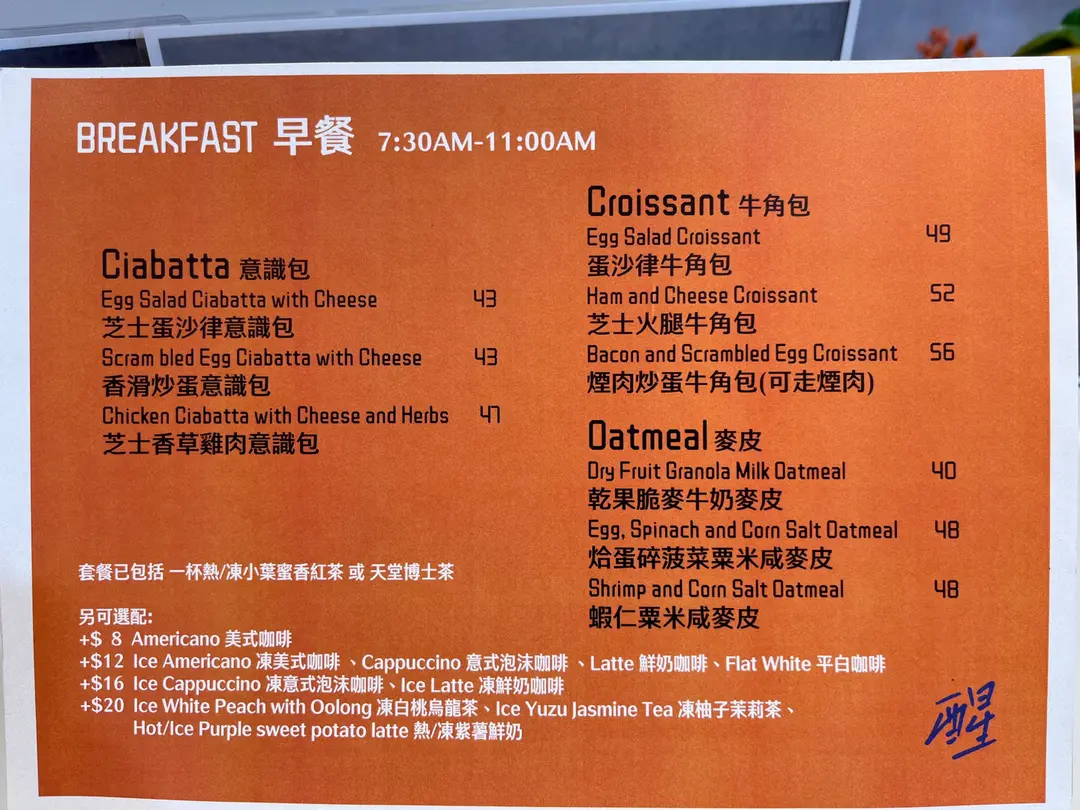 BREAKFAST 早餐 7:30AM-11:00AM
Ciabatta 意識包
Egg Salad Ciabatta with Cheese 43
芝士蛋沙律意識包
Scram bled Egg Ciabatta with Cheese 43
香滑炒蛋意識包
Chicken Ciabatta with Cheese and Herbs 47
芝士香草雞肉意識包
Croissant 牛角包
Egg Salad Croissant 49
蛋沙律牛角包
Ham and Cheese Croissant 52
芝士火腿牛角包
Bacon and Scrambled Egg Croissant 56
煙肉炒蛋牛角包(可走煙肉)
Oatmeal 麥皮
Dry Fruit Granola Milk Oatmeal 40
乾果脆麥牛奶麥皮
Egg, Spinach and Corn Salt Oatmeal 48
烚蛋碎菠菜粟米咸麥皮
Shrimp and Corn Salt Oatmeal 48
蝦仁粟米咸麥皮
套餐已包括 一杯熱/凍小葉蜜香紅茶 或 天堂博士茶
另可選配:
+$ 8 Americano 美式咖啡
+$12 Ice Americano 凍美式咖啡 、Cappuccino 意式泡沫咖啡 、Latte 鮮奶咖啡、Flat White 平白咖啡
+$16 Ice Cappuccino 凍意式泡沫咖啡、Ice Latte 凍鮮奶咖啡
+$20 Ice White Peach with Oolong 凍白桃烏龍茶、Ice Yuzu Jasmine Tea 凍柚子茉莉茶、
Hot/Ice Purple sweet potato latte 熱/凍紫薯鮮奶
醒